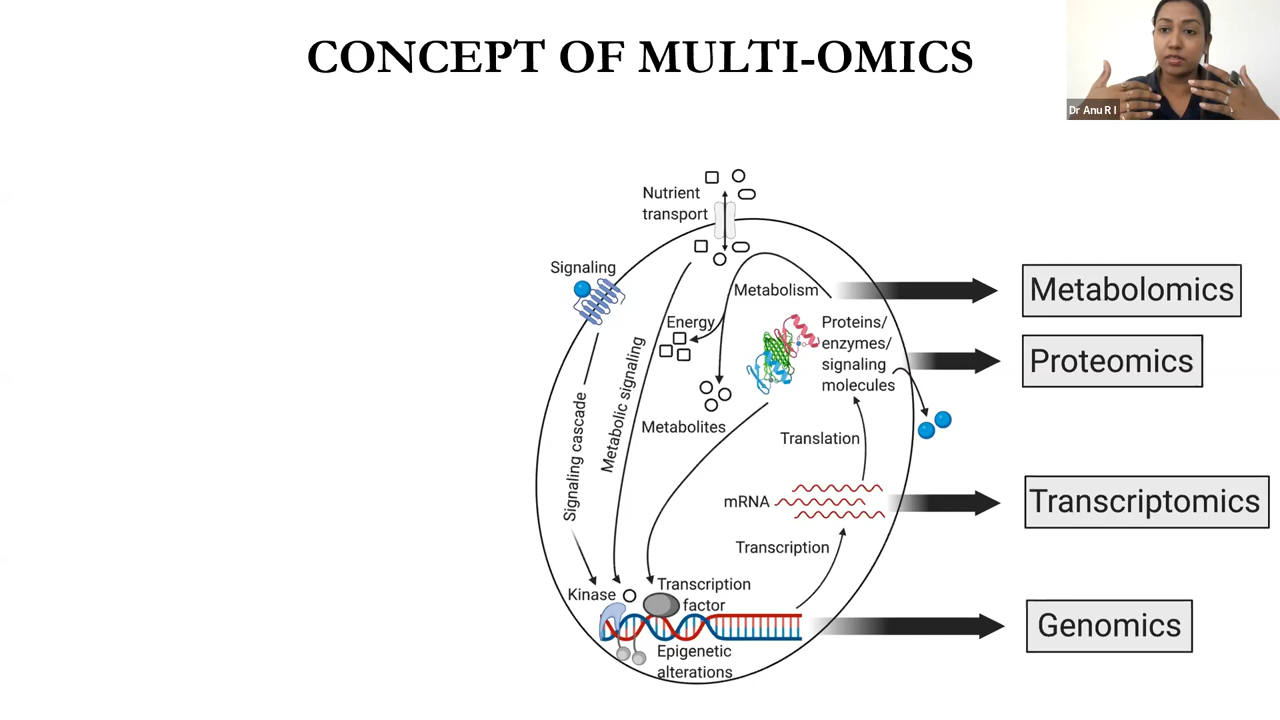 CONCEPT OF MULTI-OMICS
Dr Anu R I
Nutrient
transport
Signaling
Metabolism
Metabolomics
Energy
Proteins/
enzymes/
signaling
molecules
Proteomics
Metabolic signaling
Signaling cascade
Metabolites
Translation
mRNA
Transcriptomics
Transcription
Kinase
Transcription
factor
Genomics
Epigenetic
alterations